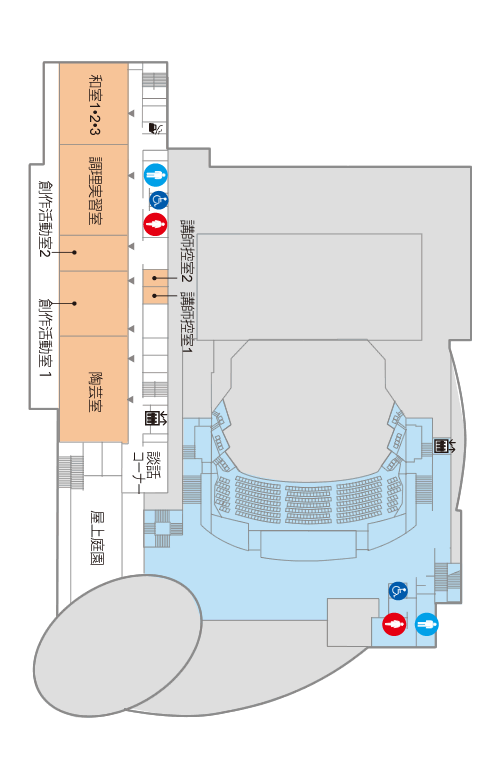 和室1・2・3
調理実習室
創作活動室2
講師控室2
創作活動室 1
講師控室1
陶芸室
談話
コーナー
屋上庭園